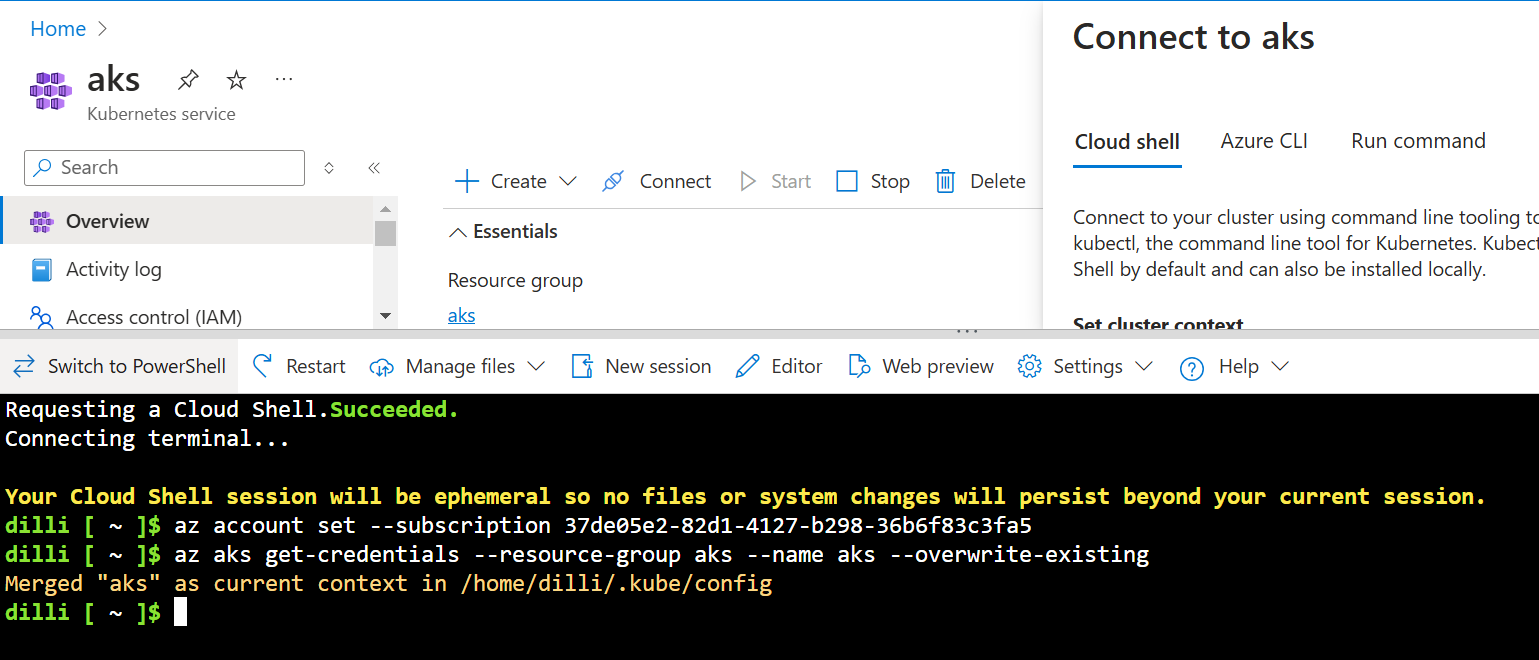 Home
aks
Kubernetes service
Search
Overview
Activity log
Access control (IAM)
Create
Connect
Start
Stop
Delete
Essentials
Resource group
aks
Connect to aks
Cloud shell
Azure CLI
Run command
Connect to your cluster using command line tooling to
kubectl, the command line tool for Kubernetes. Kubect
Shell by default and can also be installed locally.
Set cluster context
Switch to PowerShell
Restart
Manage files
New session
Editor
Web preview
Settings
Help
Requesting a Cloud Shell.Succeeded.
Connecting terminal...
Your Cloud Shell session will be ephemeral so no files or system changes will persist beyond your current session.
dilli [ ~ ]$ az account set --subscription 37de05e2-82d1-4127-b298-36b6f83c3fa5
dilli [ ~ ]$ az aks get-credentials --resource-group aks --name aks --overwrite-existing
Merged "aks" as current context in /home/dilli/.kube/config
dilli [ ~ ]$